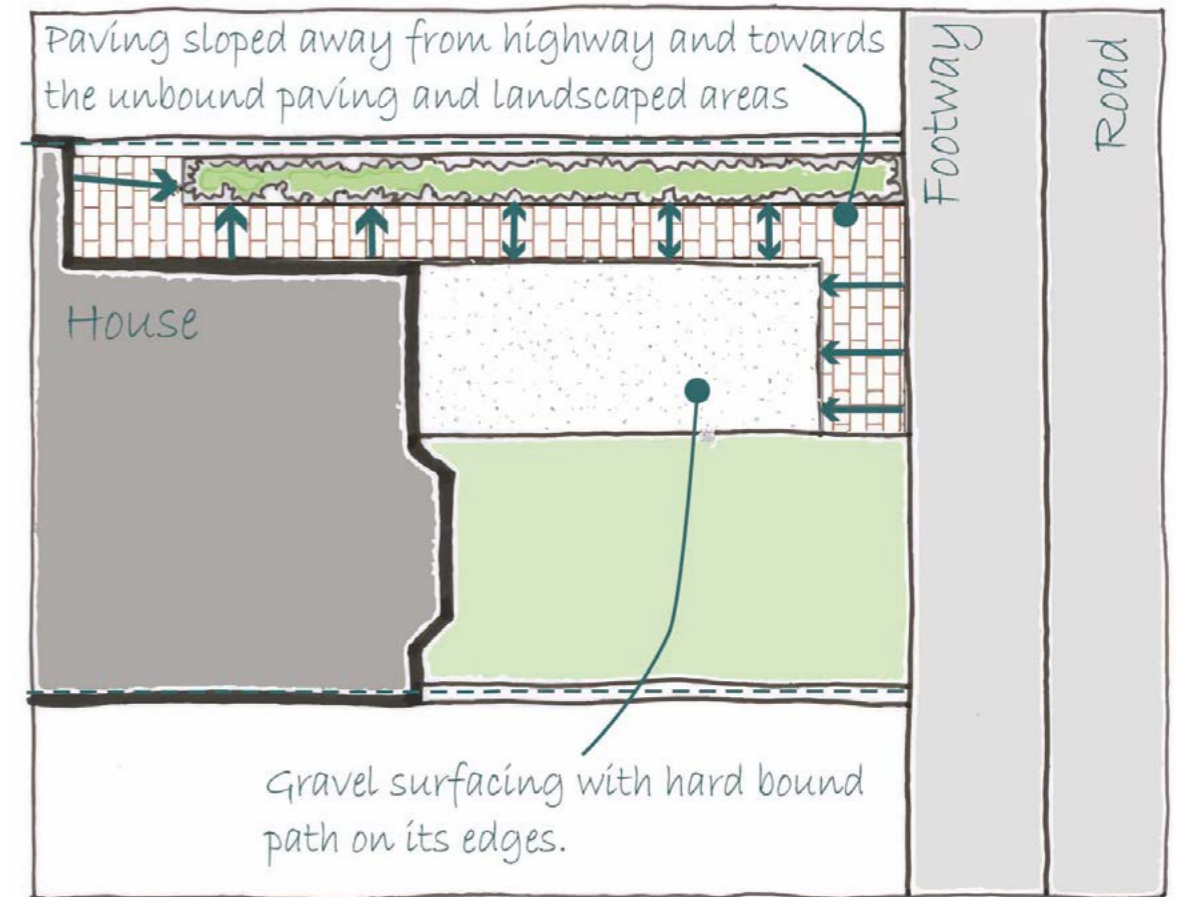 Paving sloped away from highway and towards
the unbound paving and landscaped areas
Footway
Road
House
Gravel surfacing with hard bound
path on its edges.